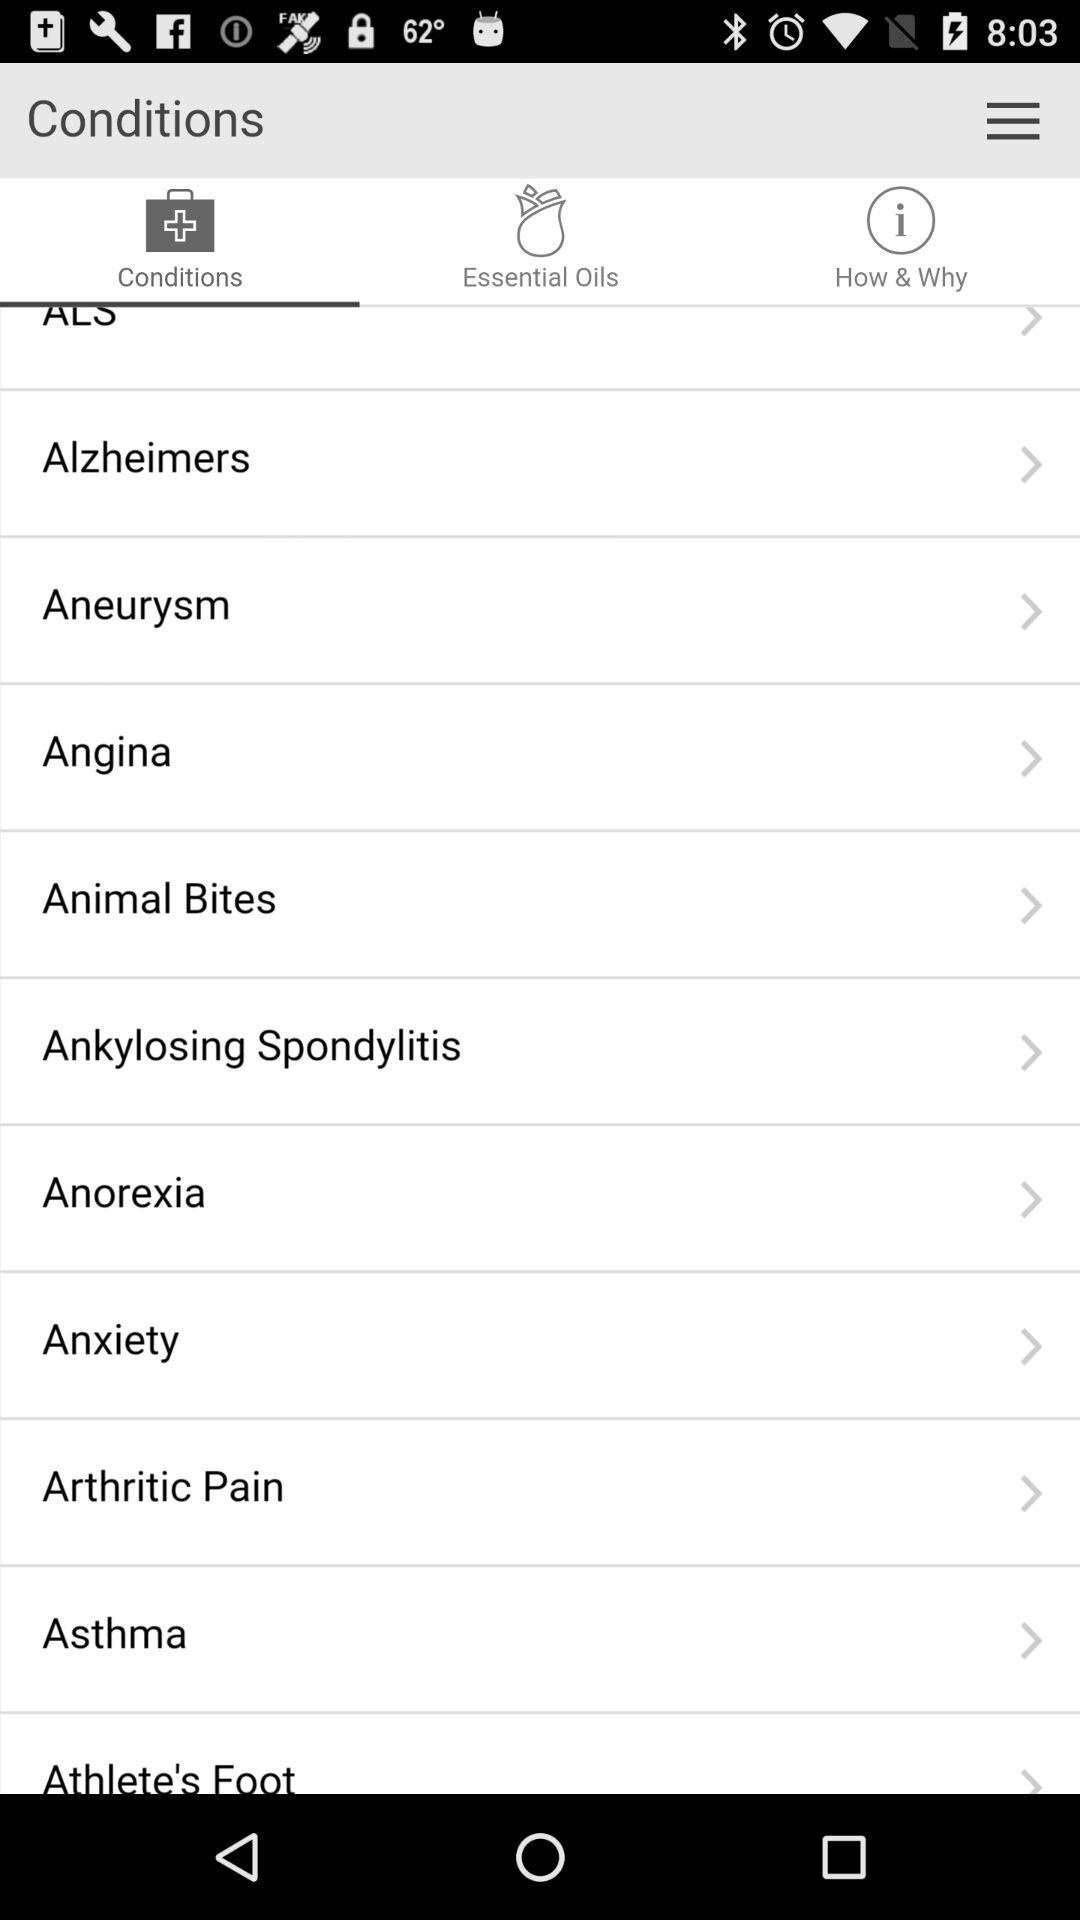 FAKE 62° 8:03
Conditions
Conditions Essential Oils How & Why
ALS
Alzheimers
Aneurysm
Angina
Animal Bites
Ankylosing Spondylitis
Anorexia
Anxiety
Arthritic Pain
Asthma
Athlete's Foot